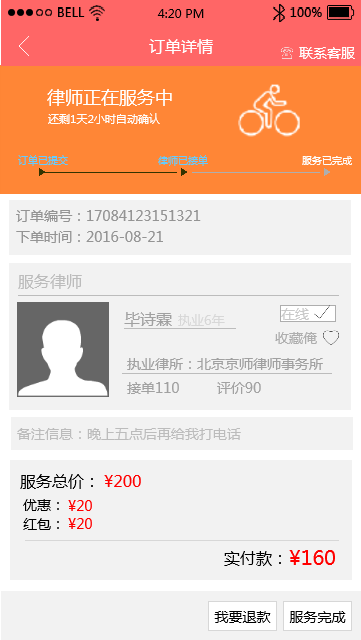 BELL 4:20 PM 100%
订单详情
联系客服
律师正在服务中
还剩1天2小时自动确认
订单已提交 律师已接单 服务已完成
订单编号：17084123151321
下单时间：2016-08-21
服务律师
毕诗霖 执业6年 在线
收藏俺
执业律所：北京京师律师事务所
接单110 评价90
备注信息：晚上五点后再给我打电话
服务总价：¥200
优惠：¥20
红包：¥20
实付款：¥160
我要退款 服务完成